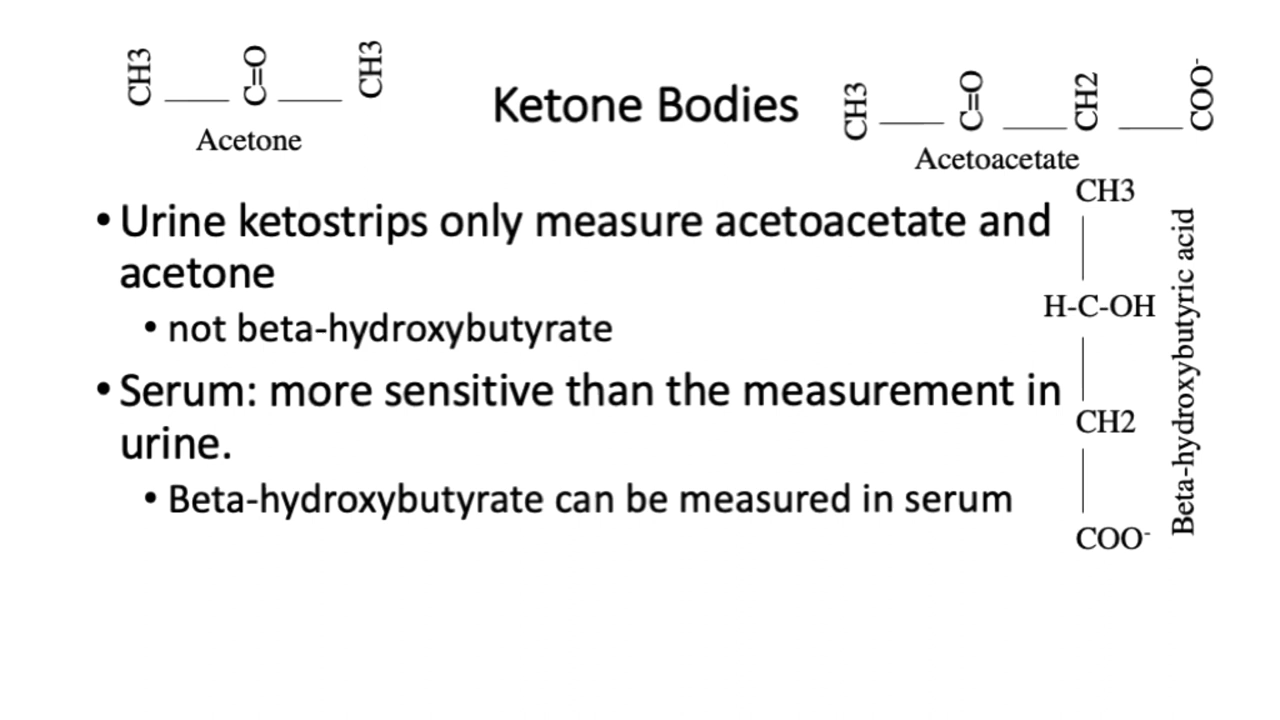 CH3 C=O CH3
Acetone
Ketone Bodies
CH3 C=O CH2 COO-
Acetoacetate
• Urine ketostrips only measure acetoacetate and
acetone
• not beta-hydroxybutyrate
• Serum: more sensitive than the measurement in
urine.
• Beta-hydroxybutyrate can be measured in serum
CH3
H-C-OH
CH2
COO-
Beta-hydroxybutyric acid